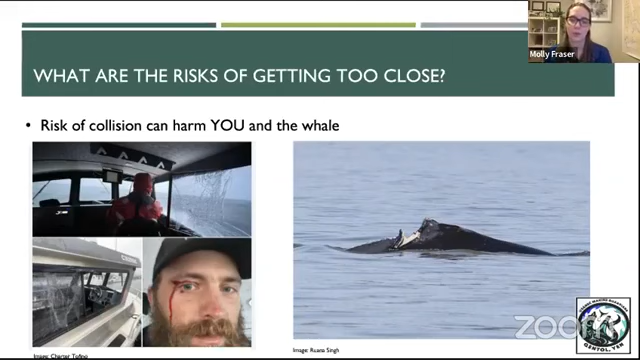 Molly Fraser
WHAT ARE THE RISKS OF GETTING TOO CLOSE?
• Risk of collision can harm YOU and the whale
Image: Charter Tofino
Image: Ruana Singh
zoom